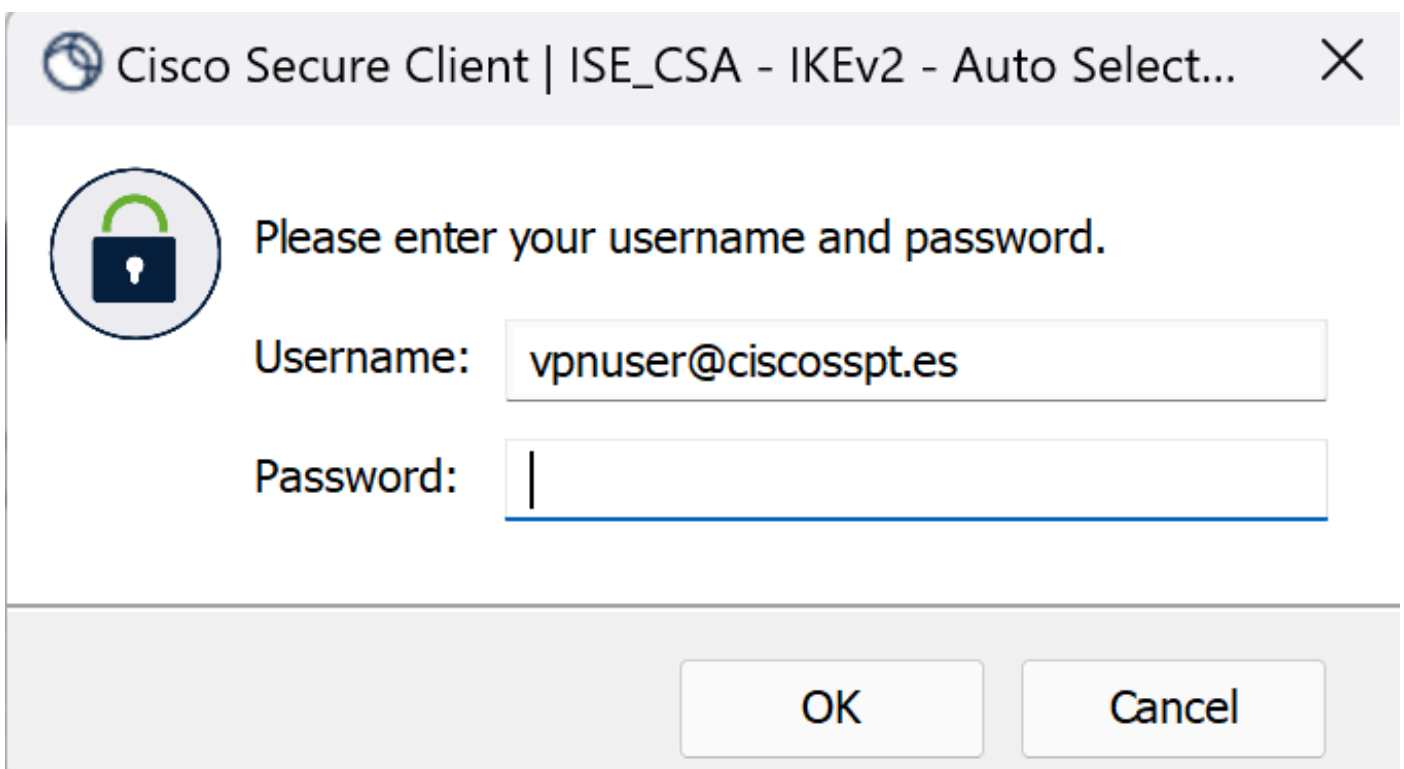 Cisco Secure Client | ISE_CSA - IKEv2 - Auto Select...
Please enter your username and password.
Username: vpnuser@ciscosspt.es
Password:
OK Cancel